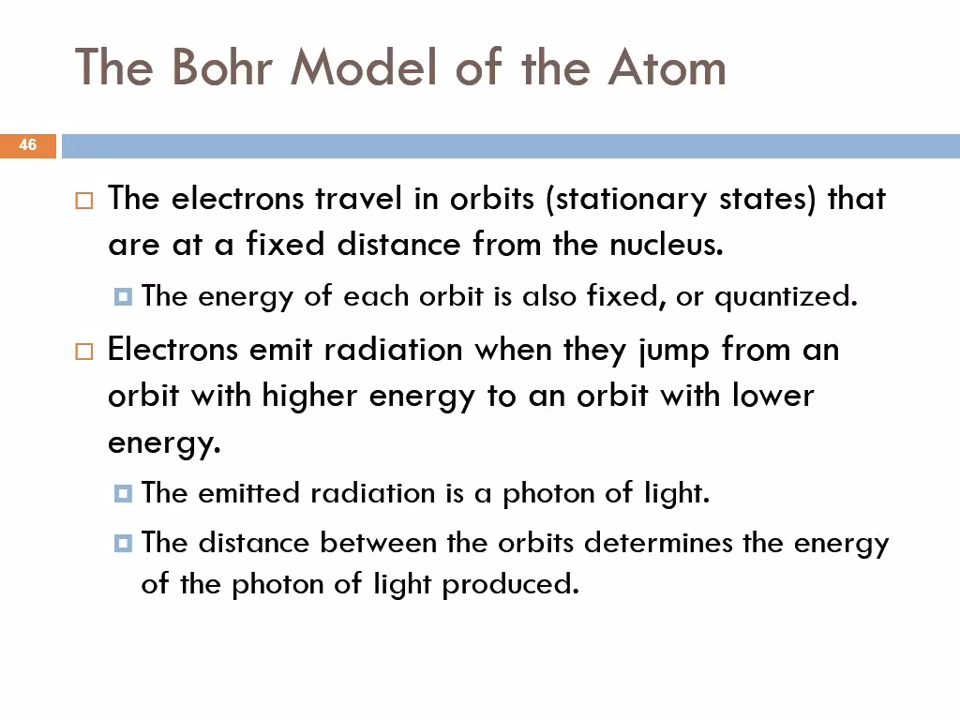 The Bohr Model of the Atom
46
The electrons travel in orbits (stationary states) that
are at a fixed distance from the nucleus.
The energy of each orbit is also fixed, or quantized.
Electrons emit radiation when they jump from an
orbit with higher energy to an orbit with lower
energy.
The emitted radiation is a photon of light.
The distance between the orbits determines the energy
of the photon of light produced.